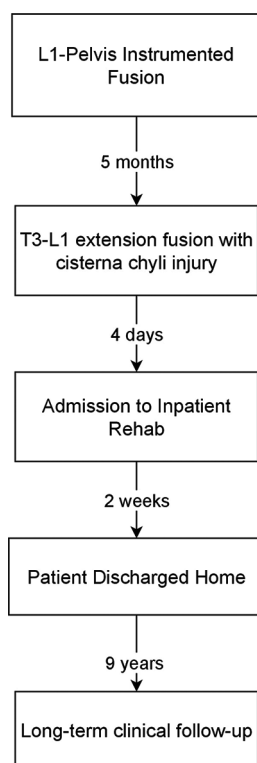 L1-Pelvis Instrumented
Fusion
5 months
T3-L1 extension fusion with
cisterna chyli injury
4 days
Admission to Inpatient
Rehab
2 weeks
Patient Discharged Home
9 years
Long-term clinical follow-up